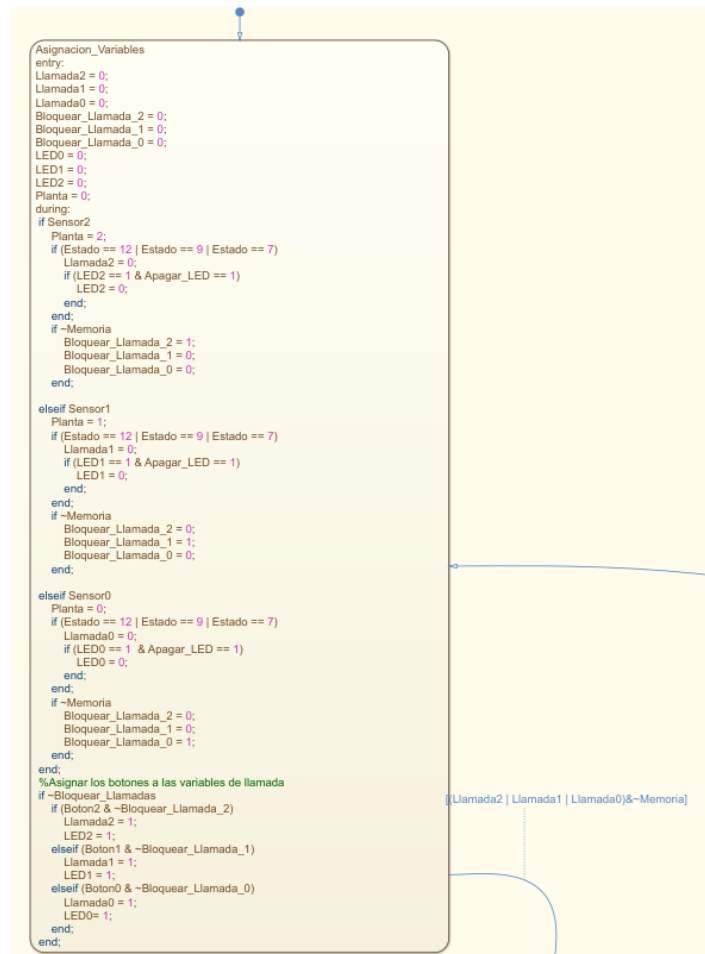 Asignacion_Variables
entry:
Llamada2 = 0;
Llamada1 = 0;
Llamada0 = 0;
Bloquear_Llamada_2 = 0;
Bloquear_Llamada_1 = 0;
Bloquear_Llamada_0 = 0;
LED0 = 0;
LED1 = 0;
LED2 = 0;
Planta = 0;
during:
if Sensor2
Planta = 2;
if (Estado == 12 | Estado == 9 | Estado == 7)
Llamada2 = 0;
if (LED2 == 1 & Apagar_LED == 1)
LED2 = 0;
end;
end;
if ~Memoria
Bloquear_Llamada_2 = 1;
Bloquear_Llamada_1 = 0;
Bloquear_Llamada_0 = 0;
end;
elseif Sensor1
Planta = 1;
if (Estado == 12 | Estado == 9 | Estado == 7)
Llamada1 = 0;
if (LED1 == 1 & Apagar_LED == 1)
LED1 = 0;
end;
end;
if ~Memoria
Bloquear_Llamada_2 = 0;
Bloquear_Llamada_1 = 1;
Bloquear_Llamada_0 = 0;
end;
elseif Sensor0
Planta = 0;
if (Estado == 12 | Estado == 9 | Estado == 7)
Llamada0 = 0;
if (LED0 == 1 & Apagar_LED == 1)
LED0 = 0;
end;
end;
if ~Memoria
Bloquear_Llamada_2 = 0;
Bloquear_Llamada_1 = 0;
Bloquear_Llamada_0 = 1;
end;
end;
%Asignar los botones a las variables de llamada
if ~Bloquear_Llamadas
if (Boton2 & ~Bloquear_Llamada_2)
Llamada2 = 1;
LED2 = 1;
elseif (Boton1 & ~Bloquear_Llamada_1)
Llamada1 = 1;
LED1 = 1;
elseif (Boton0 & ~Bloquear_Llamada_0)
Llamada0 = 1;
LED0= 1;
end;
end;
[(Llamada2 | Llamada1 | Llamada0)&~Memoria]